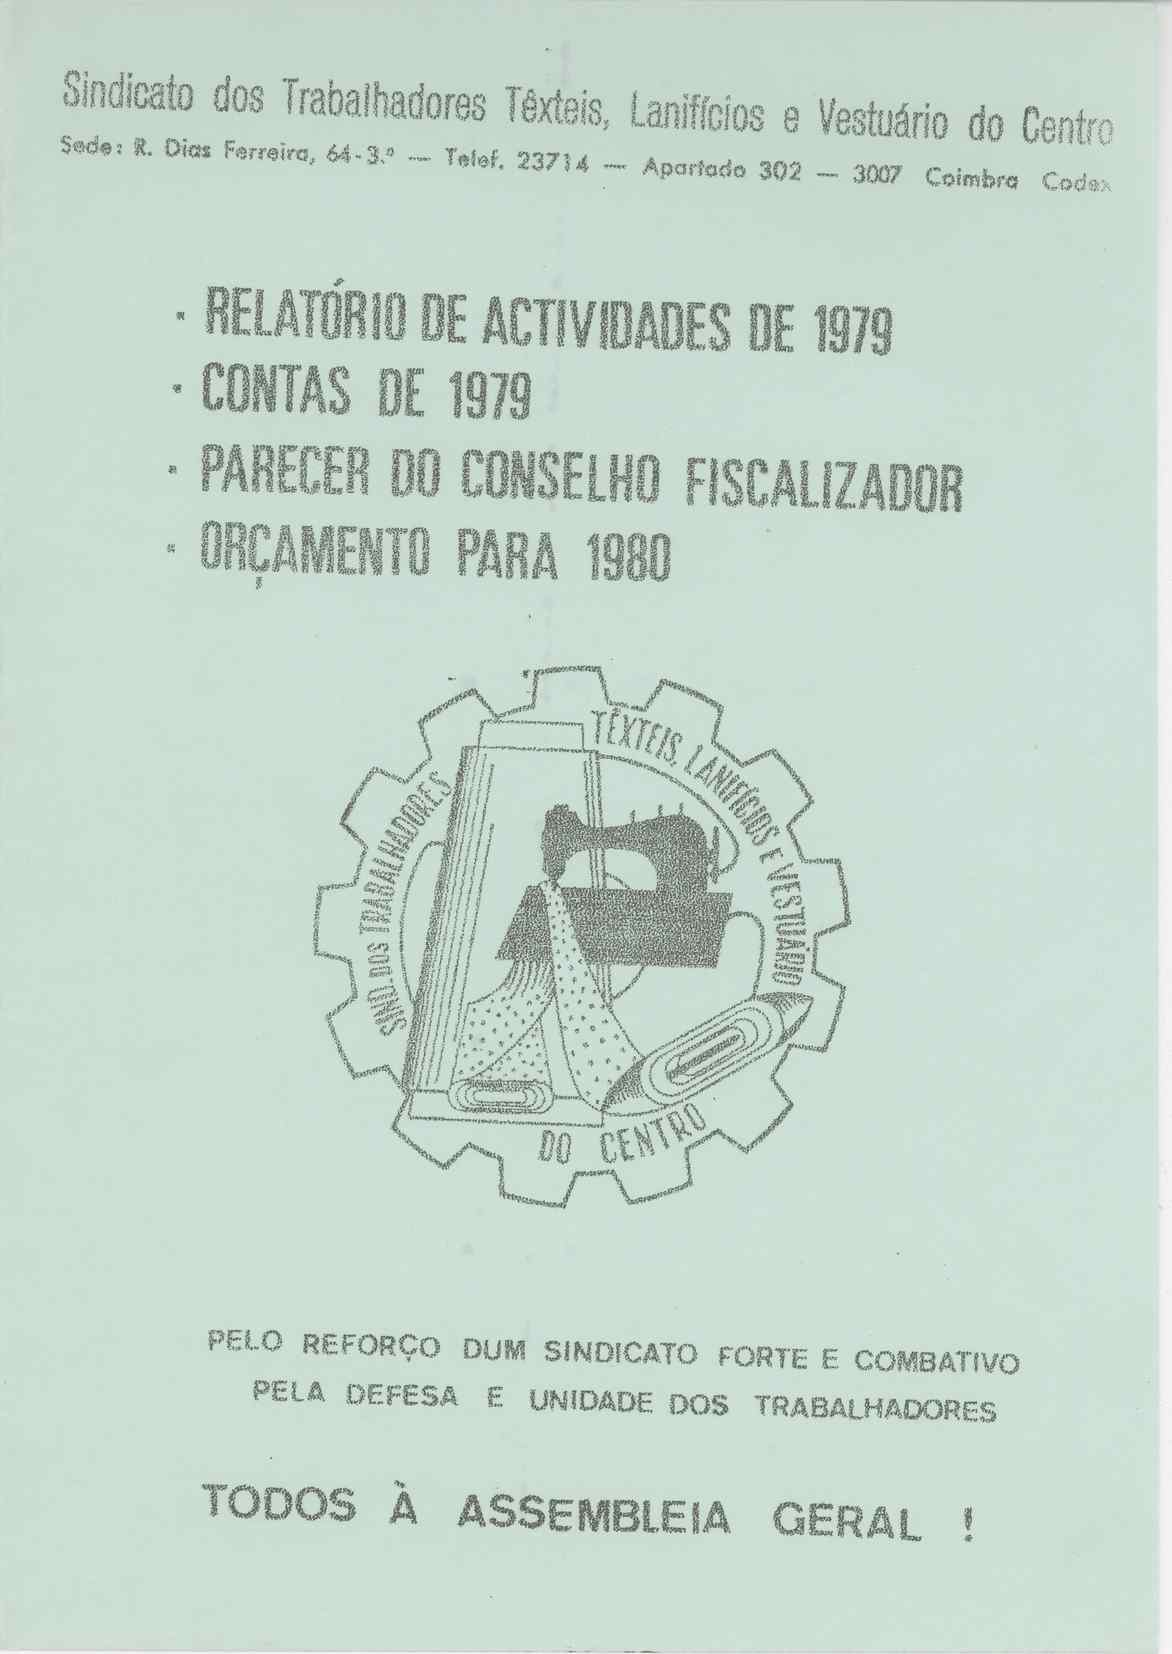 Sindicato dos Trabalhadores Têxteis, Lanifícios e Vestuário do Centro
Sede: R. Dias Ferreira, 64-3.º — Telef. 23714 — Apartado 302 — 3007 Coimbra Codex
· RELATÓRIO DE ACTIVIDADES DE 1979
· CONTAS DE 1979
· PARECER DO CONSELHO FISCALIZADOR
· ORÇAMENTO PARA 1980
SIND. DOS TRABALHADORES
TÊXTEIS, LANIFÍCIOS E VESTUÁRIO
DO CENTRO
PELO REFORÇO DUM SINDICATO FORTE E COMBATIVO
PELA DEFESA E UNIDADE DOS TRABALHADORES
TODOS À ASSEMBLEIA GERAL !